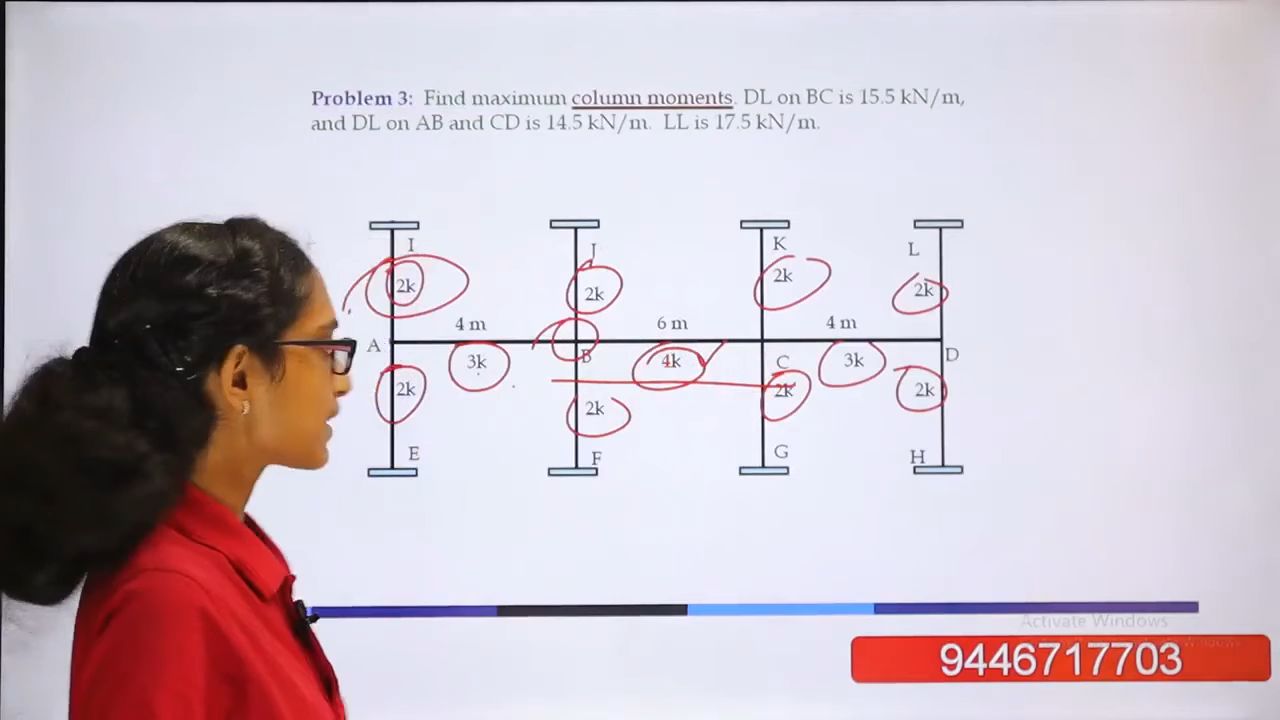 Problem 3: Find maximum column moments. DL on BC is 15.5 kN/m,
and DL on AB and CD is 14.5 kN/m. LL is 17.5 kN/m.
I J K L
2k 2k 2k 2k
4 m 6 m 4 m
A B C D
3k 4k 3k
2k 2k 2k 2k
E F G H
Activate Windows
9446717703